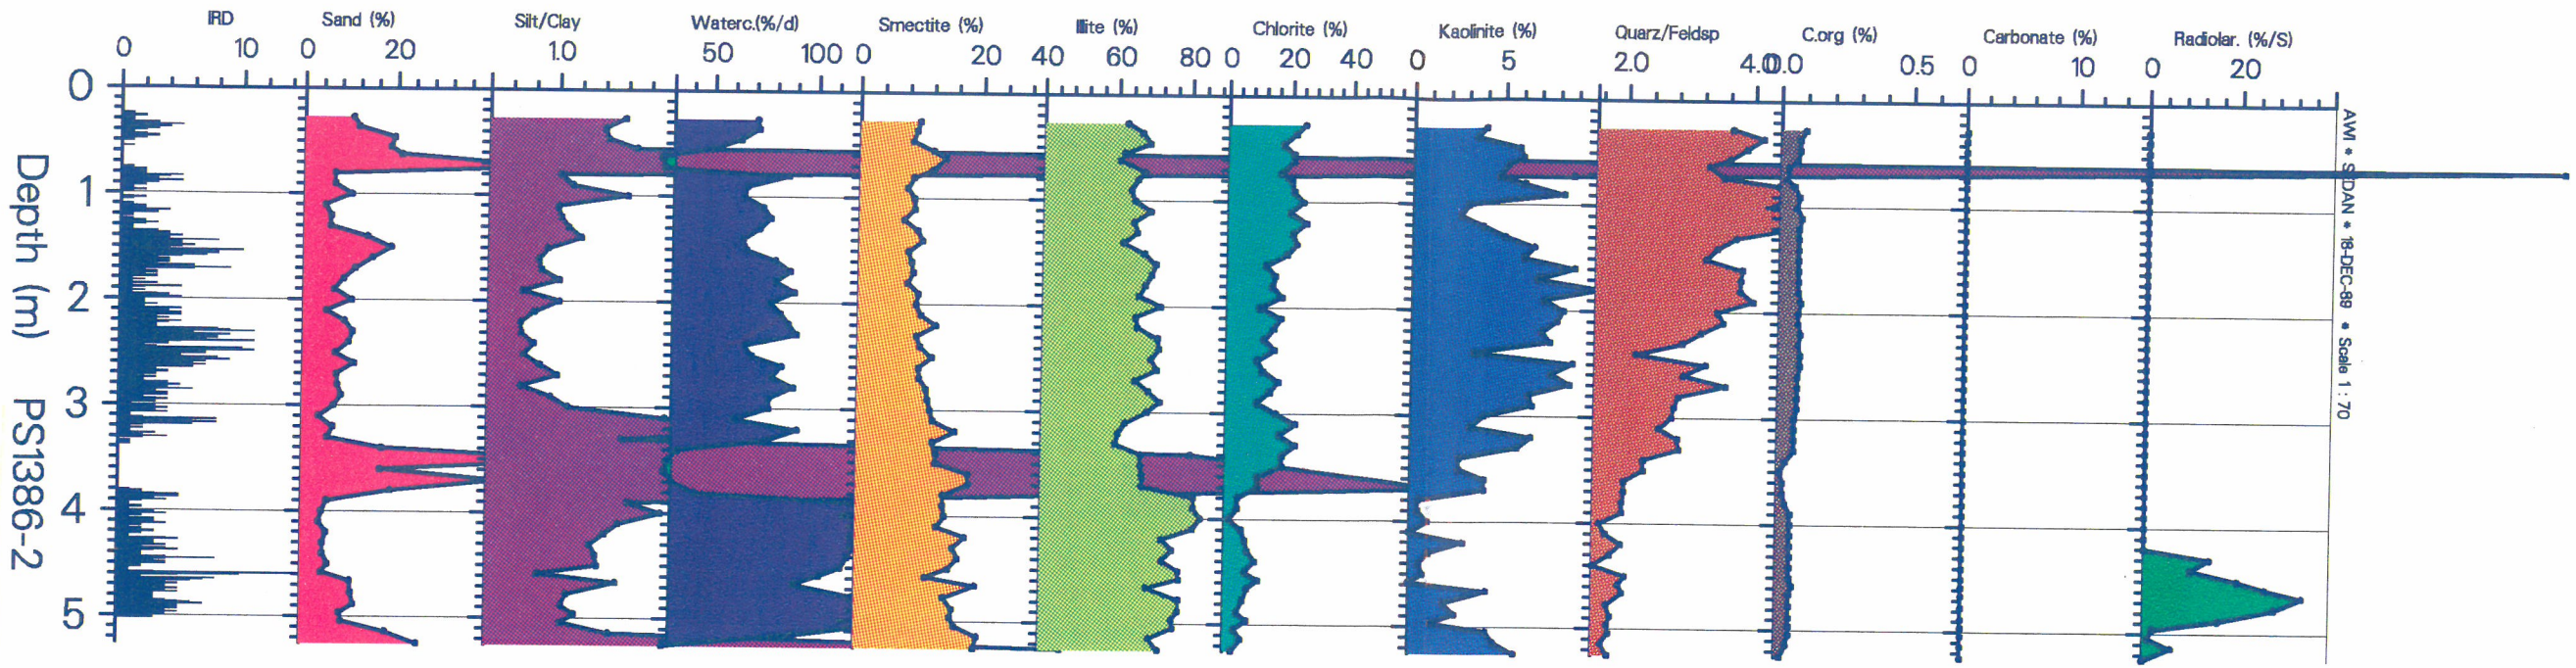 IRD Sand (%) Silt/Clay Waterc.(%/d) Smectite (%) Illite (%) Chlorite (%) Kaolinite (%) Quarz/Feldsp C.org (%) Carbonate (%) Radiolar. (%/S)
0 10 0 20 1.0 50 100 0 20 40 60 80 0 20 40 0 5 2.0 4.0 0.0 0.5 0 10 0 20
0
1
2
3
4
5
Depth (m) PS1386-2
AWI * SEDAN * 18-DEC-89 * Scale 1 : 70